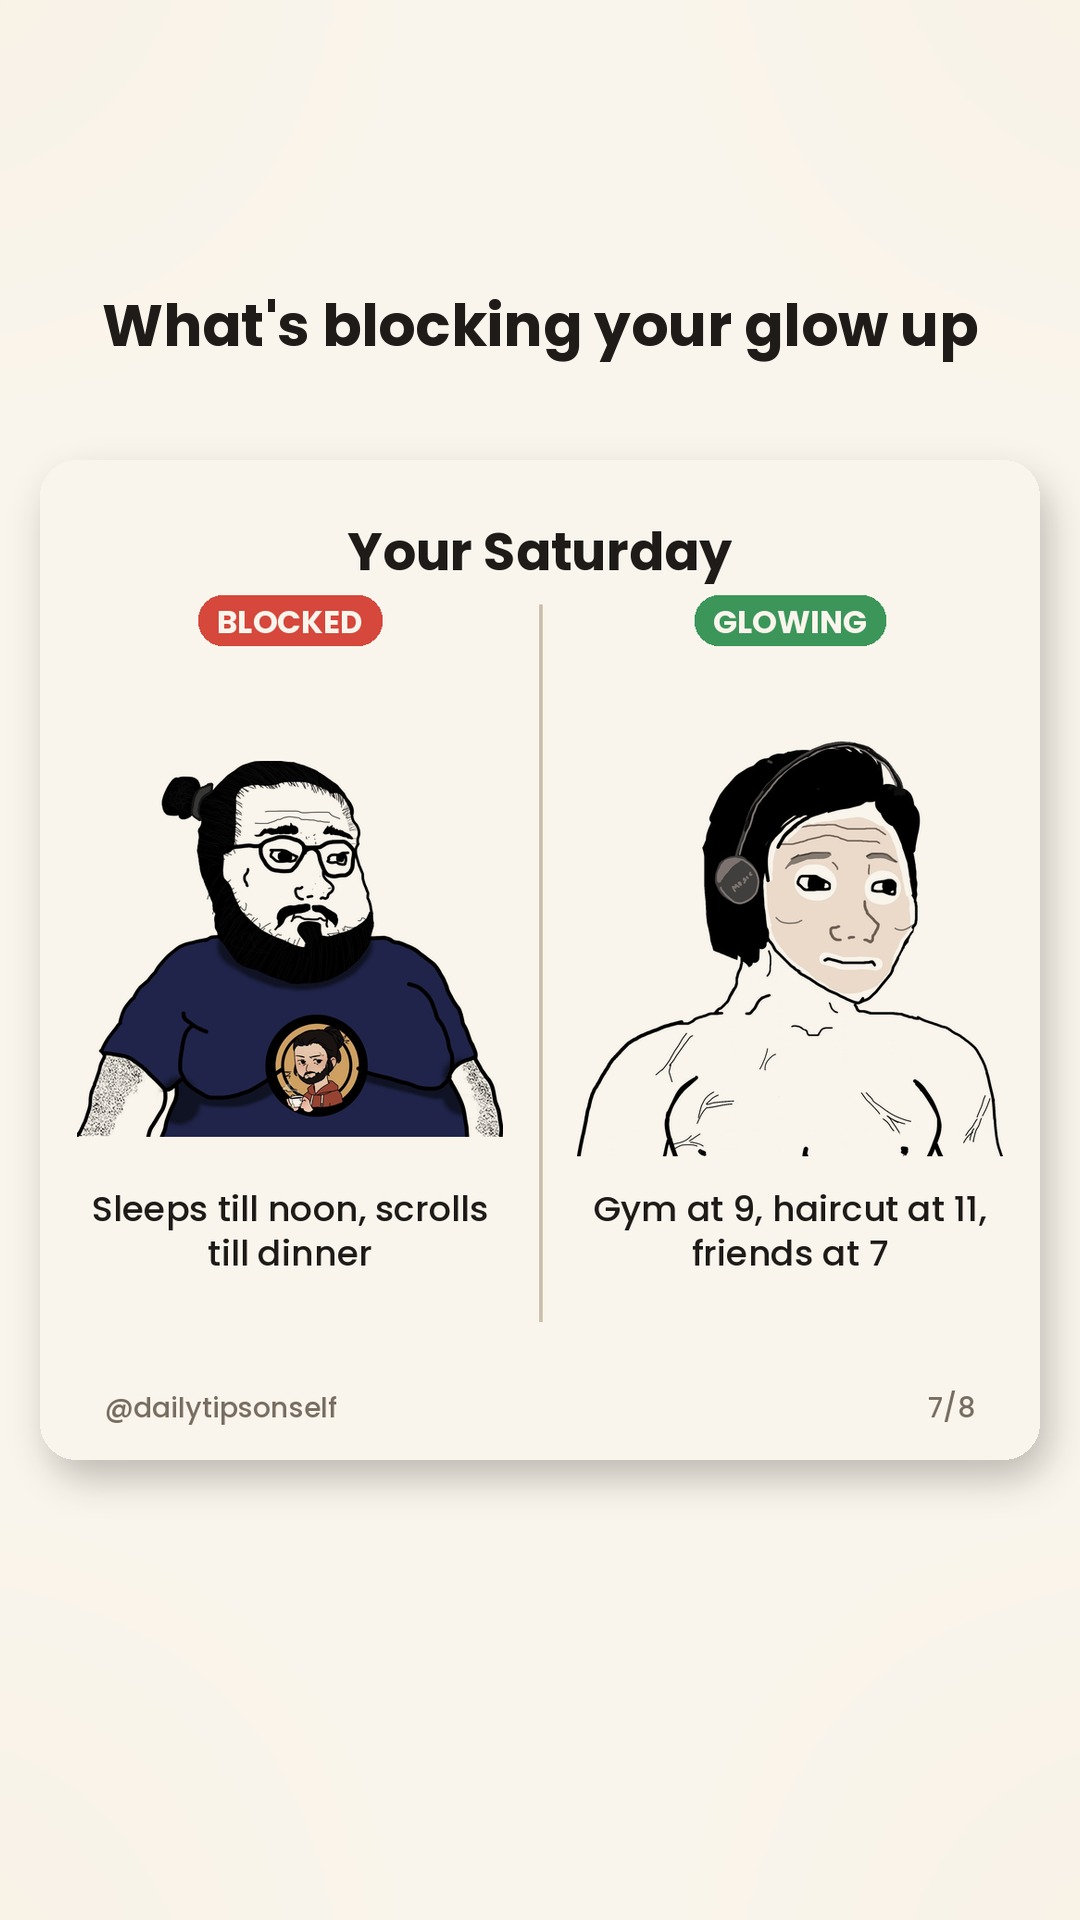 What's blocking your glow up
Your Saturday
BLOCKED
GLOWING
Sleeps till noon, scrolls
till dinner
Gym at 9, haircut at 11,
friends at 7
@dailytipsonself
7/8